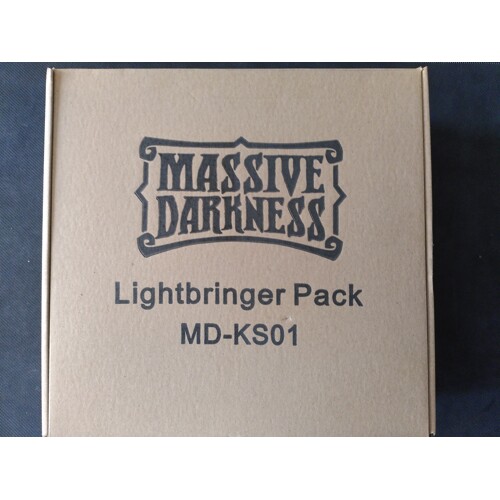 MASSIVE
DARKNESS
Lightbringer Pack
MD-KS01